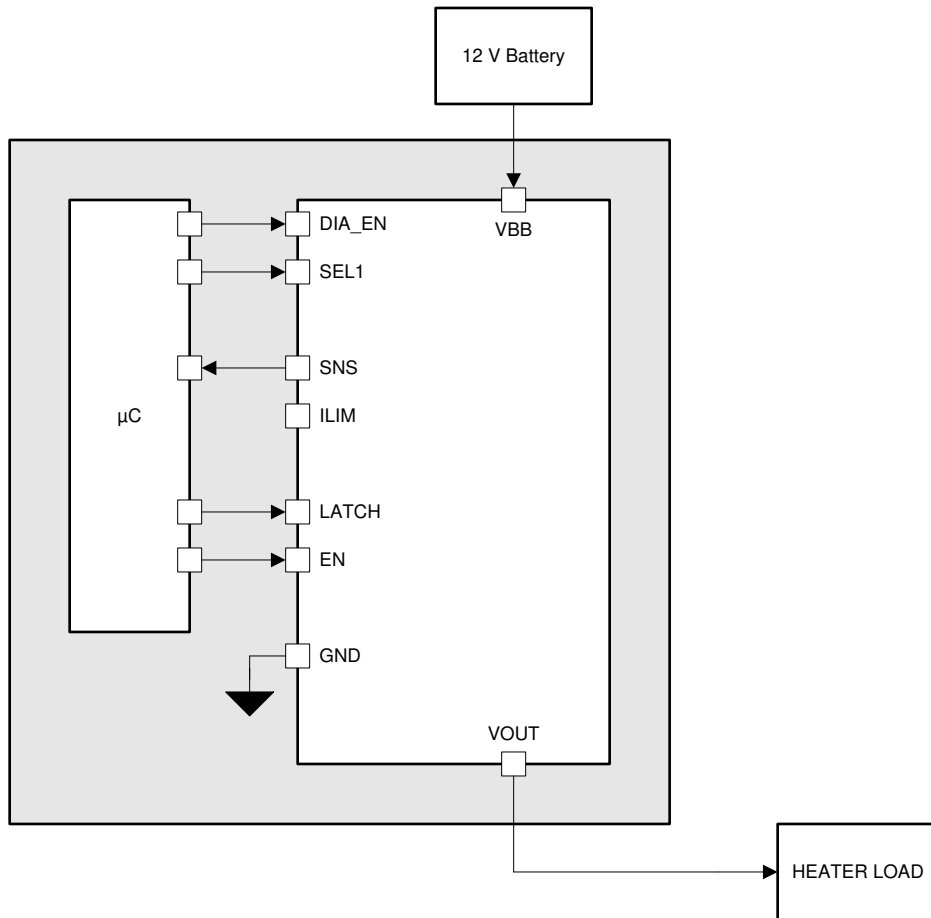 12 V Battery
DIA_EN
VBB
SEL1
SNS
µC
ILIM
LATCH
EN
GND
VOUT
HEATER LOAD